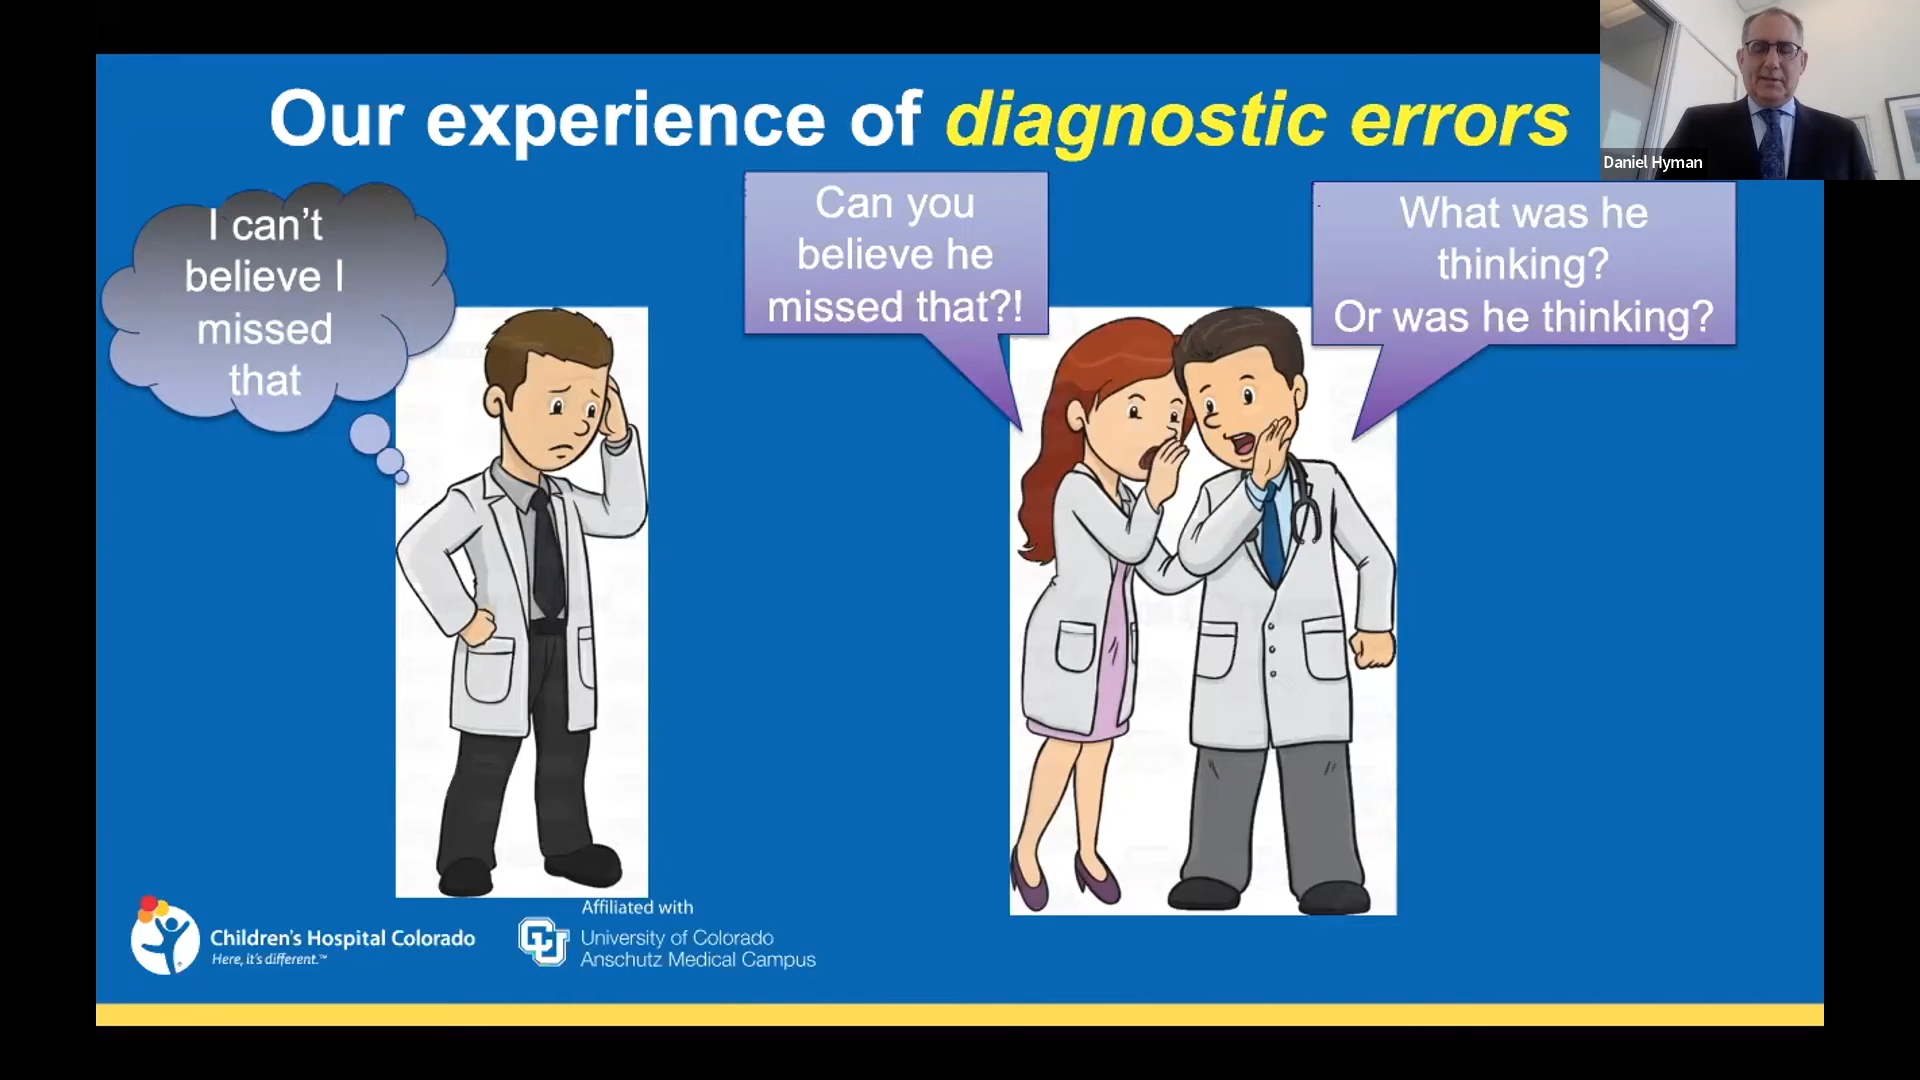 Our experience of diagnostic errors
Daniel Hyman
I can't
believe I
missed
that
Can you
believe he
missed that?!
What was he
thinking?
Or was he thinking?
Children's Hospital Colorado
Here, it's different.™
Affiliated with
CU
University of Colorado
Anschutz Medical Campus